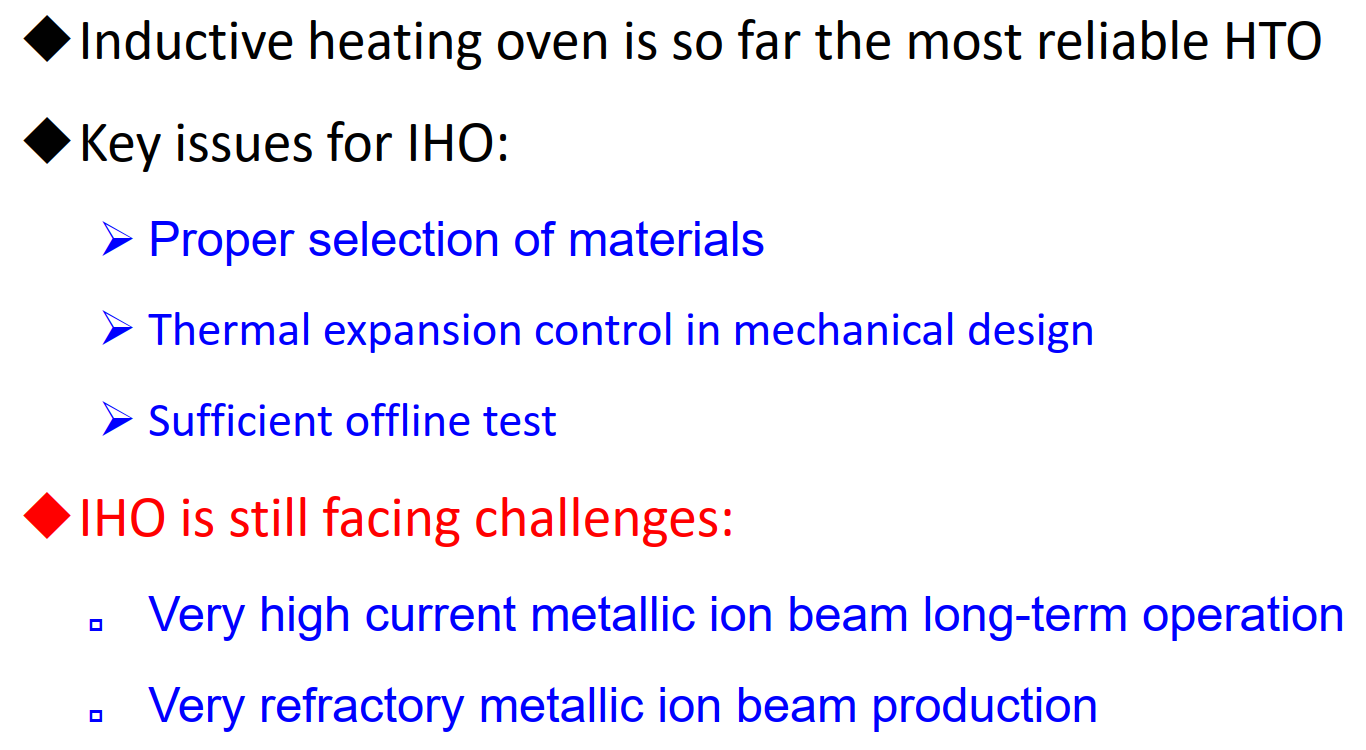 ◆Inductive heating oven is so far the most reliable HTO
◆Key issues for IHO:
➢ Proper selection of materials
➢ Thermal expansion control in mechanical design
➢ Sufficient offline test
◆IHO is still facing challenges:
▫ Very high current metallic ion beam long-term operation
▫ Very refractory metallic ion beam production